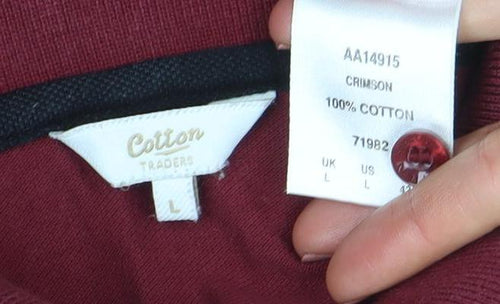 Cotton
TRADERS
L
AA14915
CRIMSON
100% COTTON
71982
UK US
L L